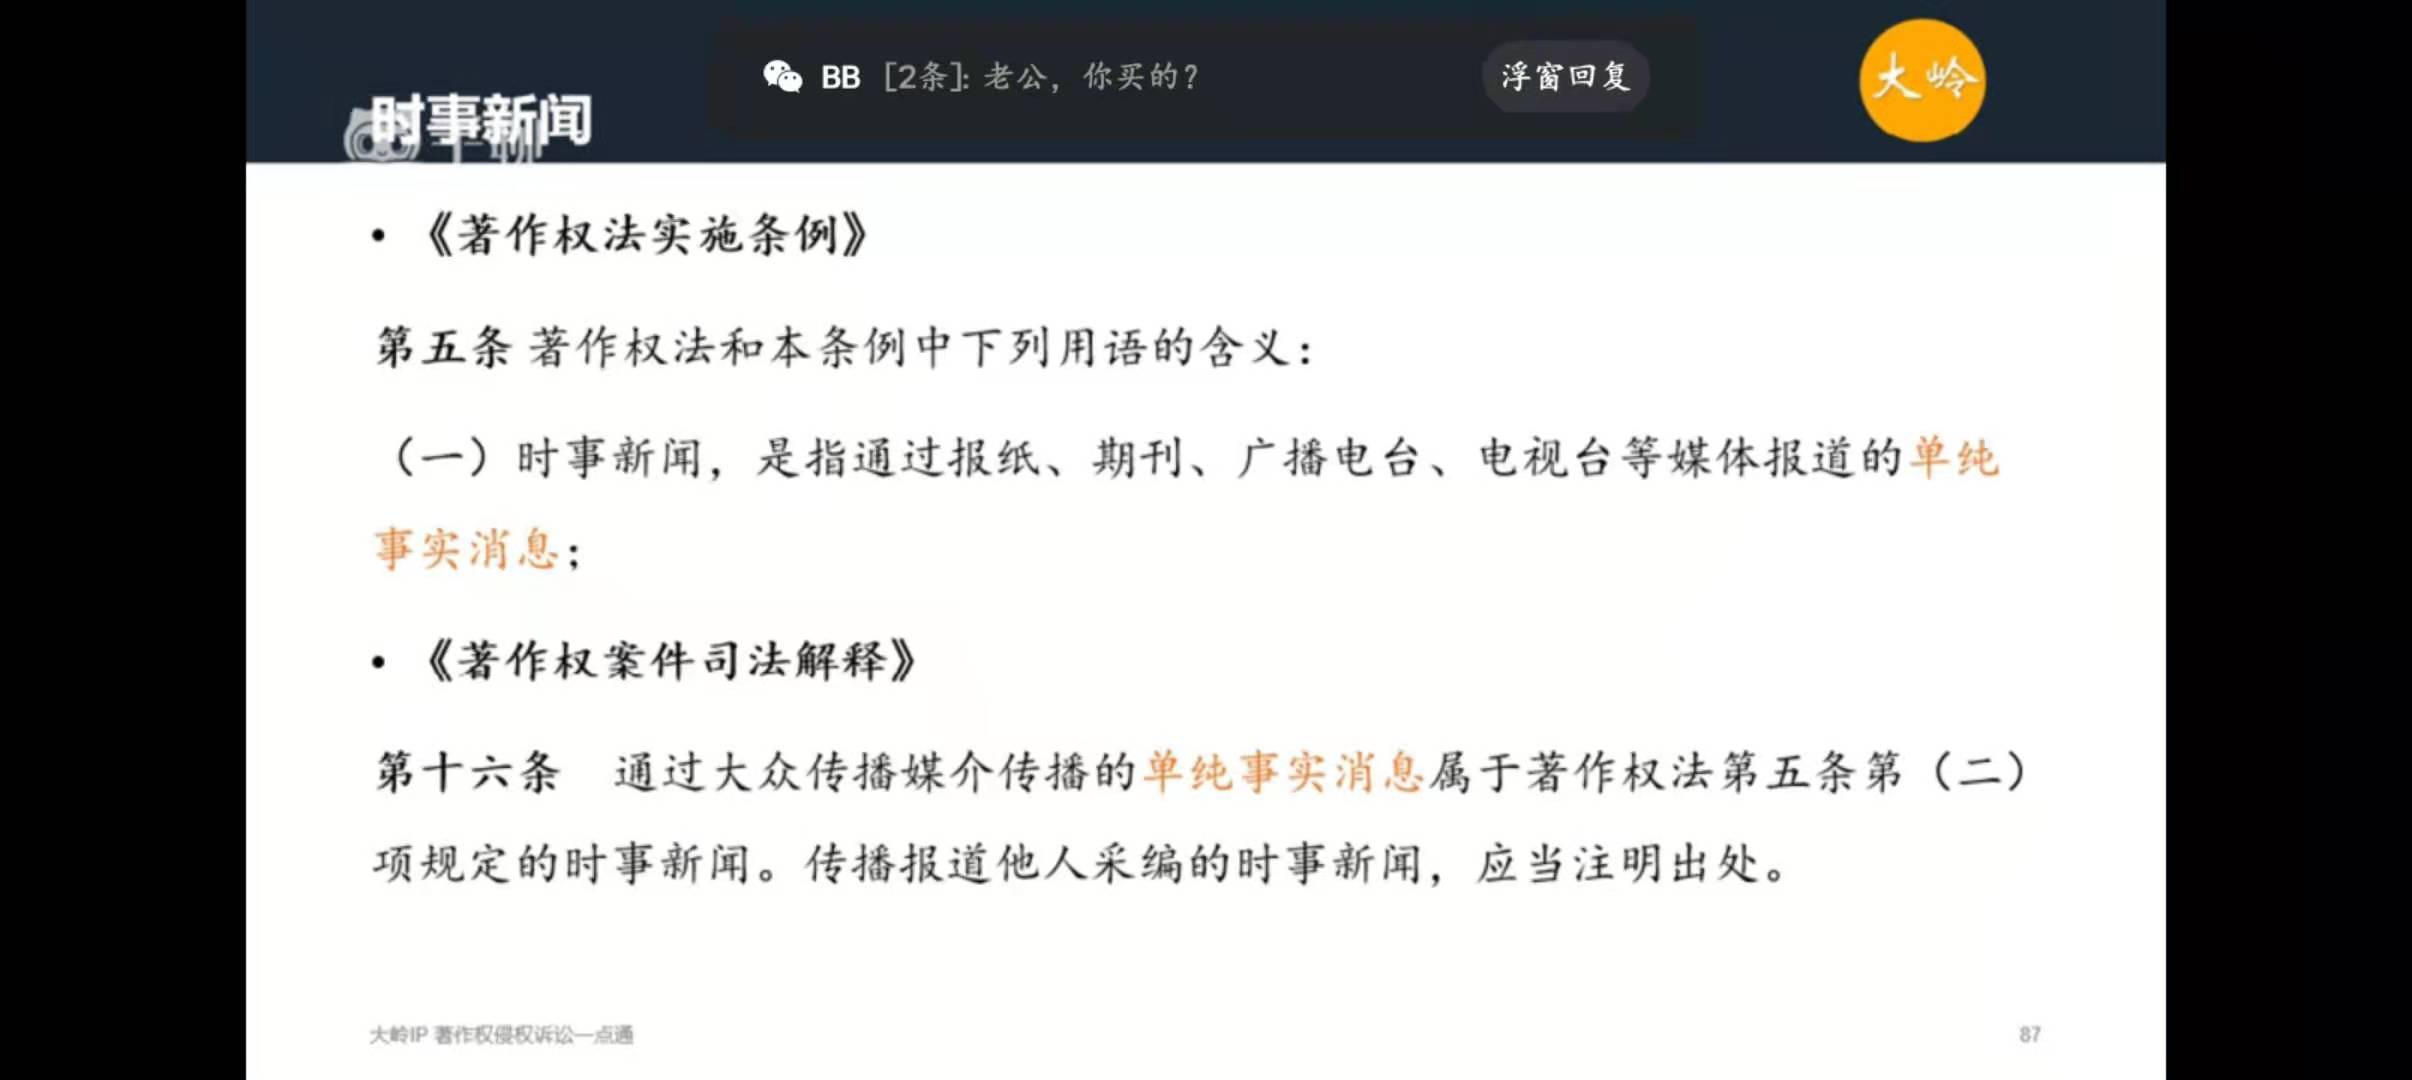 BB [2条]: 老公，你买的？
浮窗回复
大岭
时事新闻
• 《著作权法实施条例》
第五条 著作权法和本条例中下列用语的含义：
（一）时事新闻，是指通过报纸、期刊、广播电台、电视台等媒体报道的单纯
事实消息；
• 《著作权案件司法解释》
第十六条　通过大众传播媒介传播的单纯事实消息属于著作权法第五条第（二）
项规定的时事新闻。传播报道他人采编的时事新闻，应当注明出处。
大岭IP 著作权侵权诉讼一点通
87